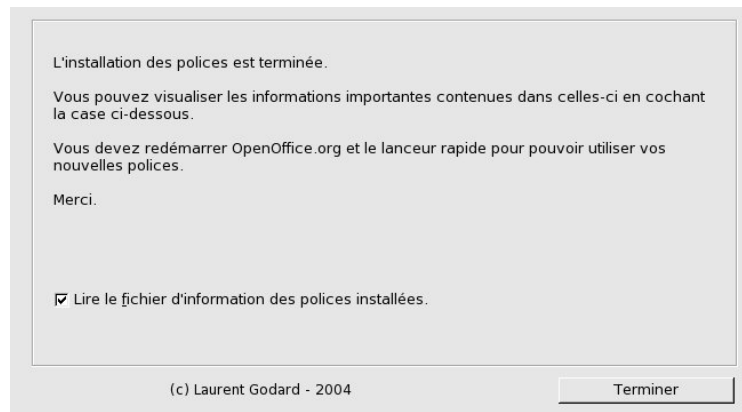 L'installation des polices est terminée.
Vous pouvez visualiser les informations importantes contenues dans celles-ci en cochant
la case ci-dessous.
Vous devez redémarrer OpenOffice.org et le lanceur rapide pour pouvoir utiliser vos
nouvelles polices.
Merci.
Lire le fichier d'information des polices installées.
(c) Laurent Godard - 2004
Terminer